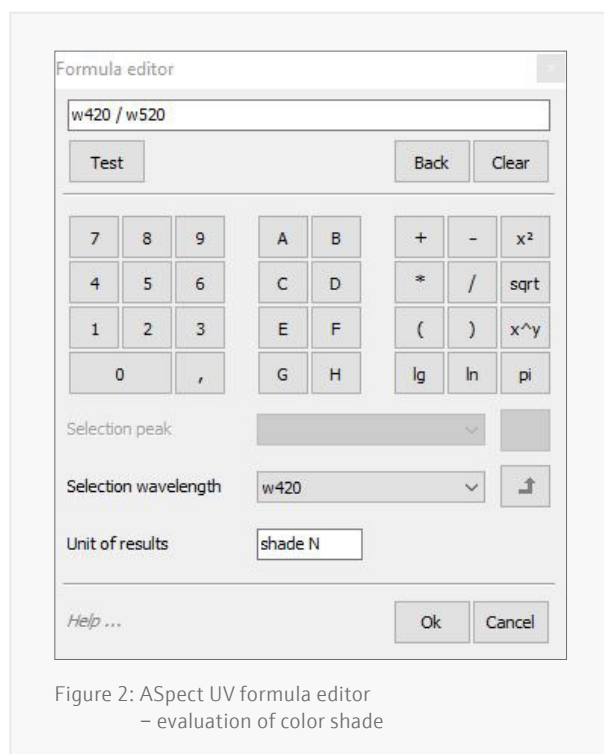 Formula editor x
w420 / w520
Test Back Clear
7 8 9 A B + - x²
4 5 6 C D * / sqrt
1 2 3 E F ( ) x^y
0 , G H lg ln pi
Selection peak
Selection wavelength w420
Unit of results shade N
Help ... Ok Cancel
Figure 2: ASpect UV formula editor
– evaluation of color shade